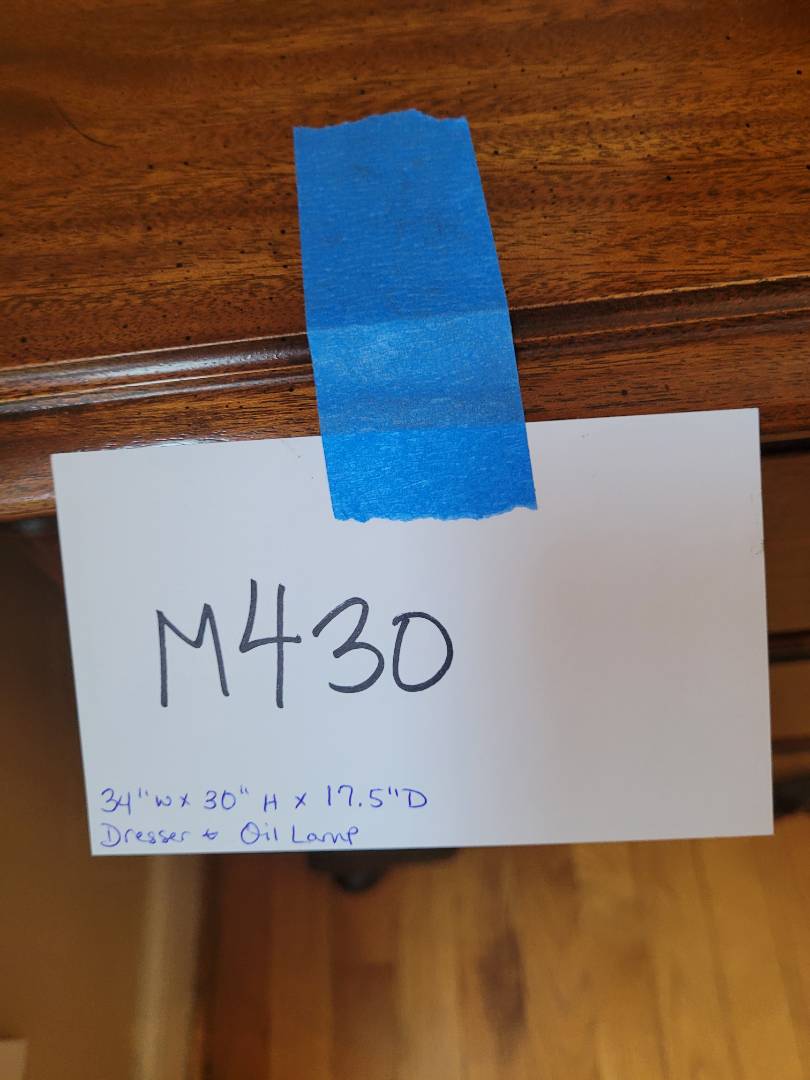 M430
34"W x 30" H x 17.5"D
Dresser & Oil Lamp